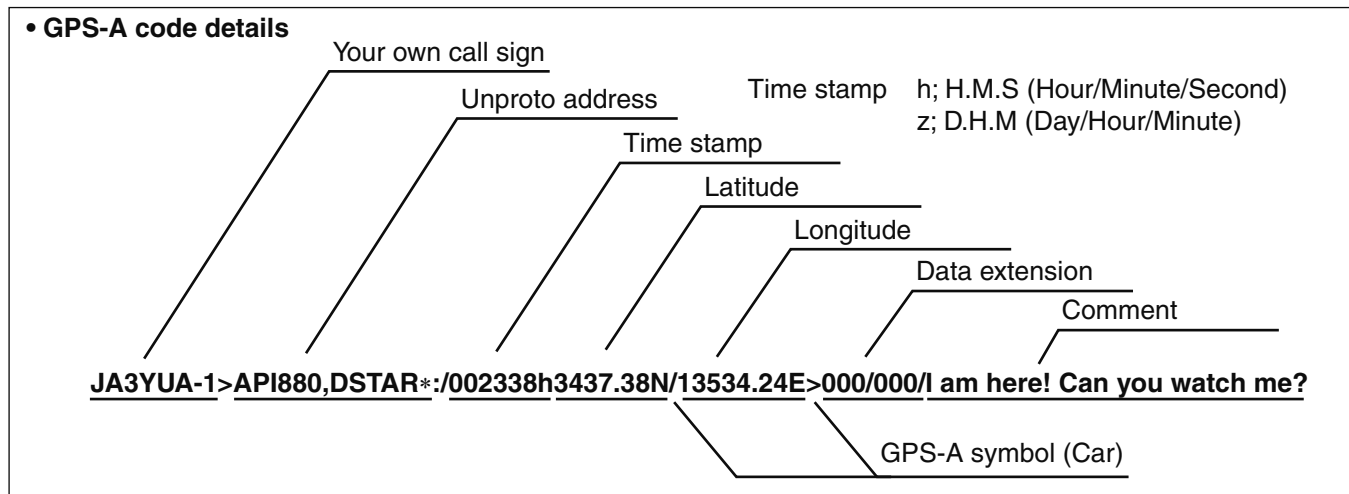 • GPS-A code details
Your own call sign
Unproto address
Time stamp h; H.M.S (Hour/Minute/Second)
z; D.H.M (Day/Hour/Minute)
Time stamp
Latitude
Longitude
Data extension
Comment
JA3YUA-1>API880,DSTAR*:/002338h3437.38N/13534.24E>000/000/I am here! Can you watch me?
GPS-A symbol (Car)